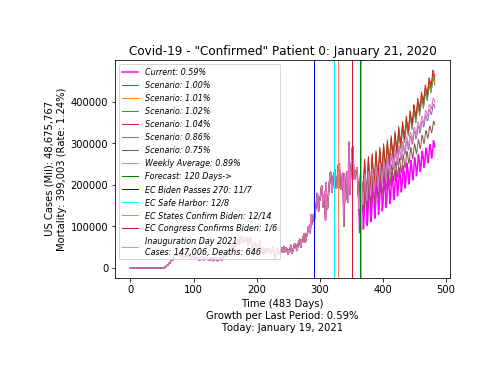 Covid-19 - "Confirmed" Patient 0: January 21, 2020
US Cases (Mil): 48,675,767
Mortality: 399,003 (Rate: 1.24%)
400000
300000
200000
100000
0
Current: 0.59%
Scenario: 1.00%
Scenario: 1.01%
Scenario: 1.02%
Scenario: 1.04%
Scenario: 0.86%
Scenario: 0.75%
Weekly Average: 0.89%
Forecast: 120 Days->
EC Biden Passes 270: 11/7
EC Safe Harbor: 12/8
EC States Confirm Biden: 12/14
EC Congress Confirms Biden: 1/6
Inauguration Day 2021
Cases: 147,006, Deaths: 646
0 100 200 300 400 500
Time (483 Days)
Growth per Last Period: 0.59%
Today: January 19, 2021